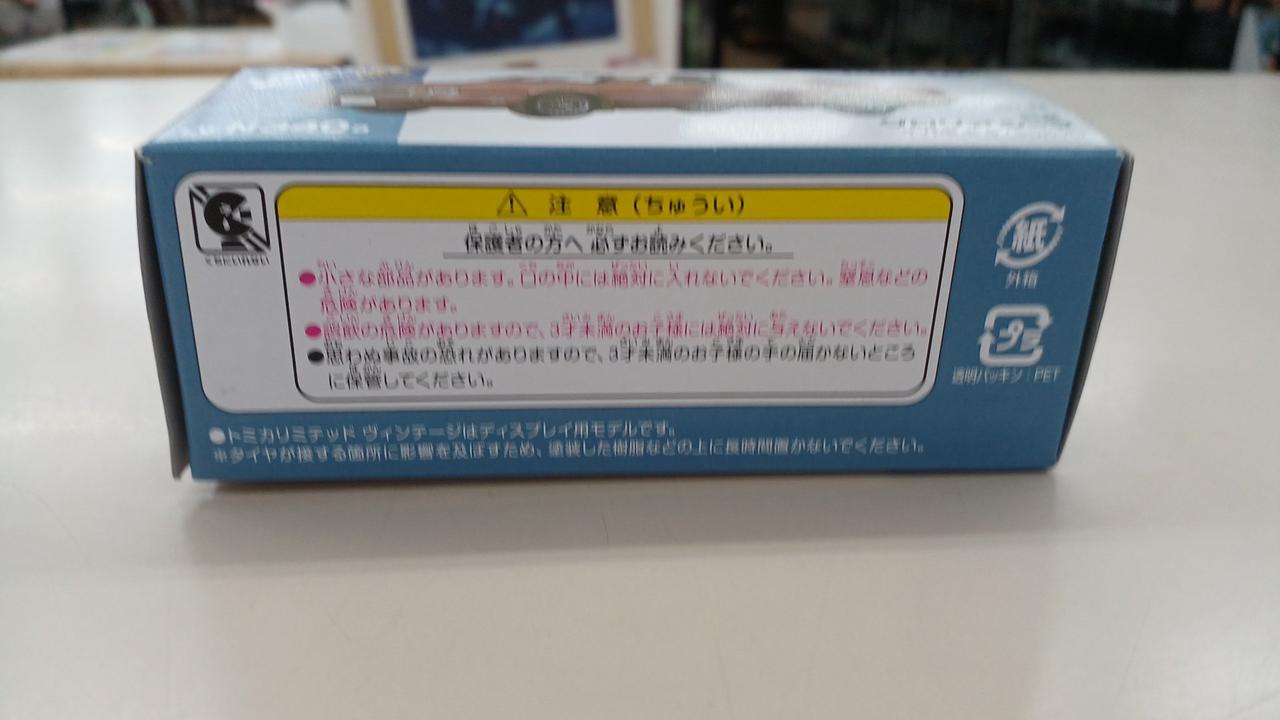 注 意（ちゅうい）
保護者の方へ 必ずお読みください。
●小さな部品があります。口の中には絶対に入れないでください。窒息などの
危険があります。
●誤飲の危険がありますので、3才未満のお子様には絶対に与えないでください。
●思わぬ事故の恐れがありますので、3才未満のお子様の手の届かないところ
に保管してください。
紙
外箱
プラ
透明パッキン：PET
●トミカリミテッド ヴィンテージはディスプレイ用モデルです。
※タイヤが接する箇所に影響を及ぼすため、塗装した樹脂などの上に長時間置かないでください。